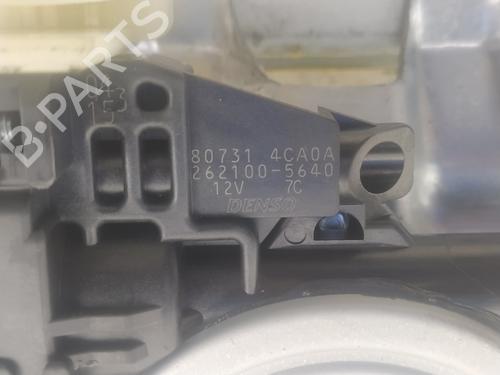 B-PARTS
80731 4CA0A
262100-5640
12V 7C
DENSO